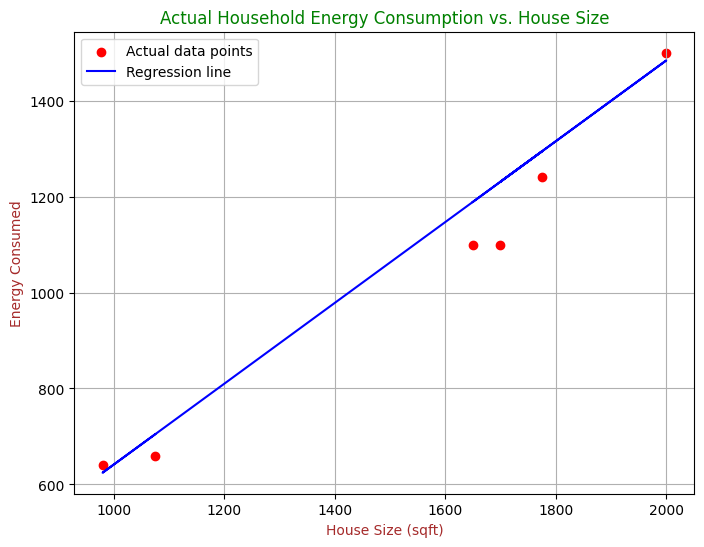 Actual Household Energy Consumption vs. House Size
Actual data points
Regression line
1400
1200
1000
800
600
Energy Consumed
1000 1200 1400 1600 1800 2000
House Size (sqft)